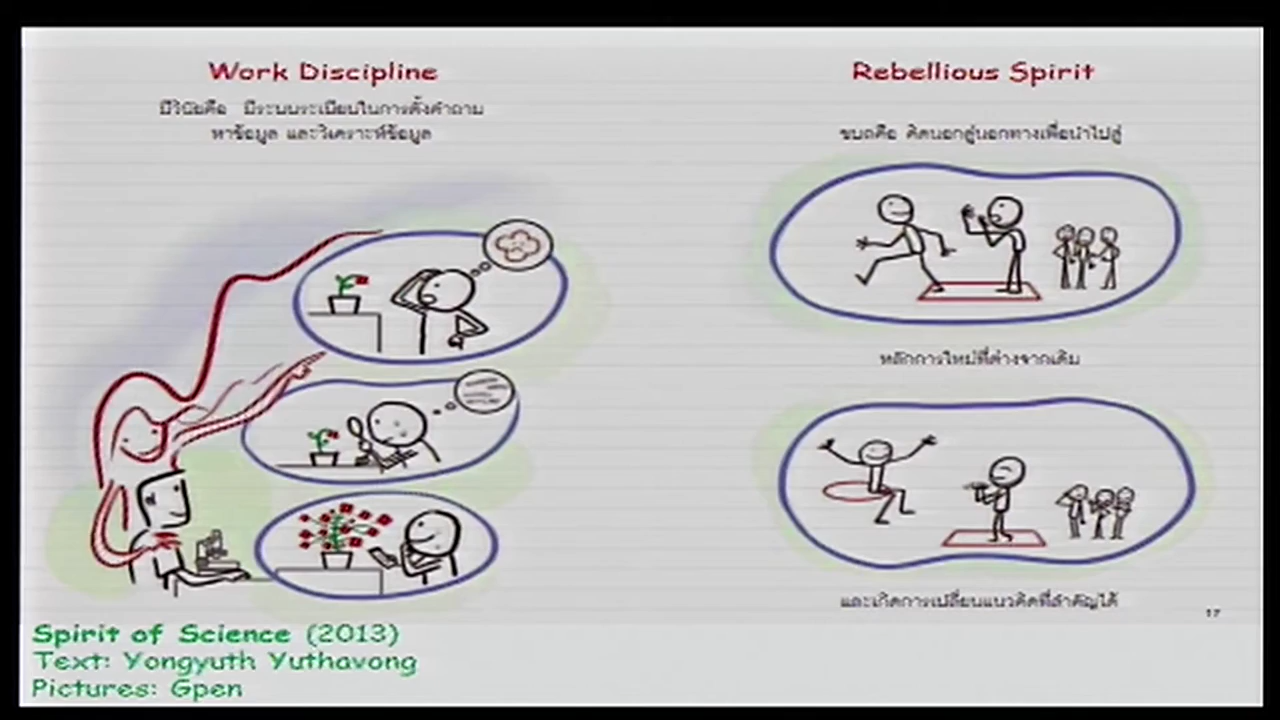 Work Discipline
มีวินัยคือ มีระบบระเบียบในการตั้งคำถาม
หาข้อมูล และวิเคราะห์ข้อมูล
Rebellious Spirit
ขบถคือ คิดนอกลู่นอกทางเพื่อนำไปสู่
หลักการใหม่ที่ต่างจากเดิม
และเกิดการเปลี่ยนแนวคิดที่สำคัญได้
17
Spirit of Science (2013)
Text: Yongyuth Yuthavong
Pictures: Gpen